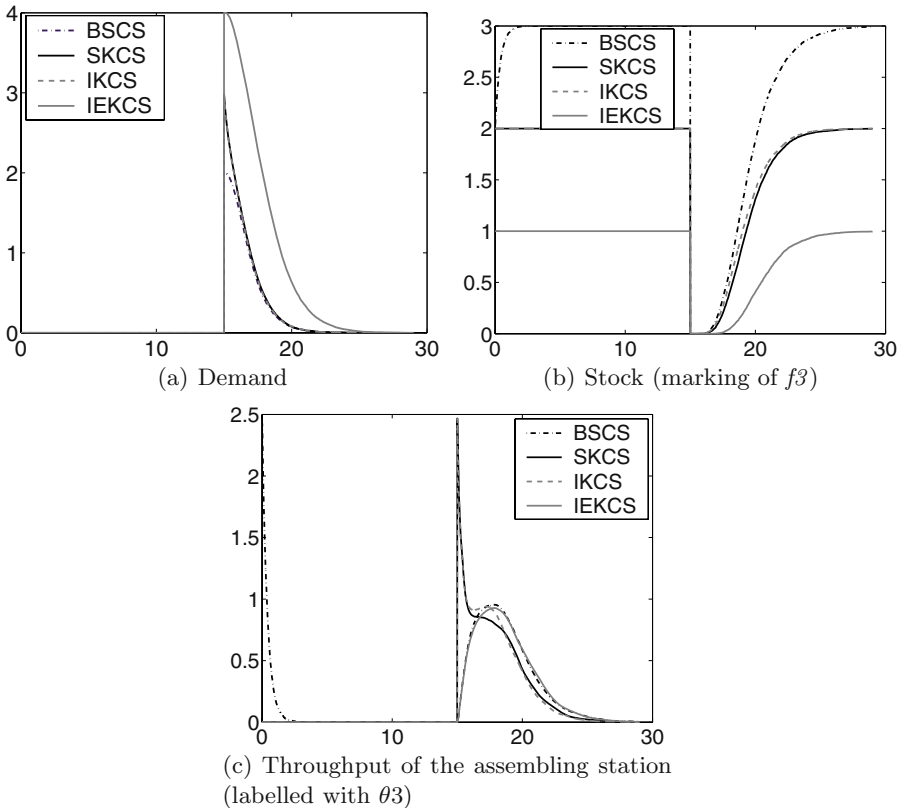 4
3
2
1
0
0 10 20 30
BSCS
SKCS
IKCS
IEKCS
(a) Demand
3
2.5
2
1.5
1
0.5
0
0 10 20 30
BSCS
SKCS
IKCS
IEKCS
(b) Stock (marking of f3)
2.5
2
1.5
1
0.5
0
0 10 20 30
BSCS
SKCS
IKCS
IEKCS
(c) Throughput of the assembling station
(labelled with θ3)